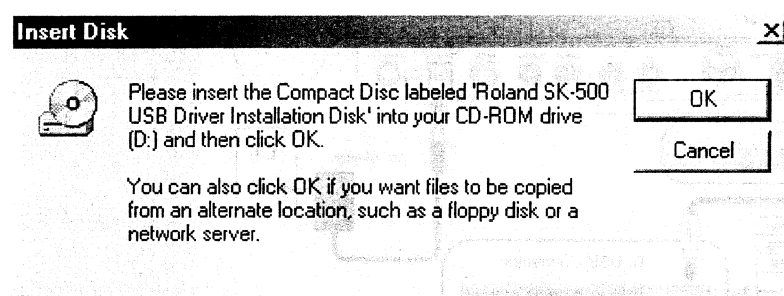 Insert Disk
Please insert the Compact Disc labeled 'Roland SK-500
USB Driver Installation Disk' into your CD-ROM drive
(D:) and then click OK.
You can also click OK if you want files to be copied
from an alternate location, such as a floppy disk or a
network server.
OK
Cancel